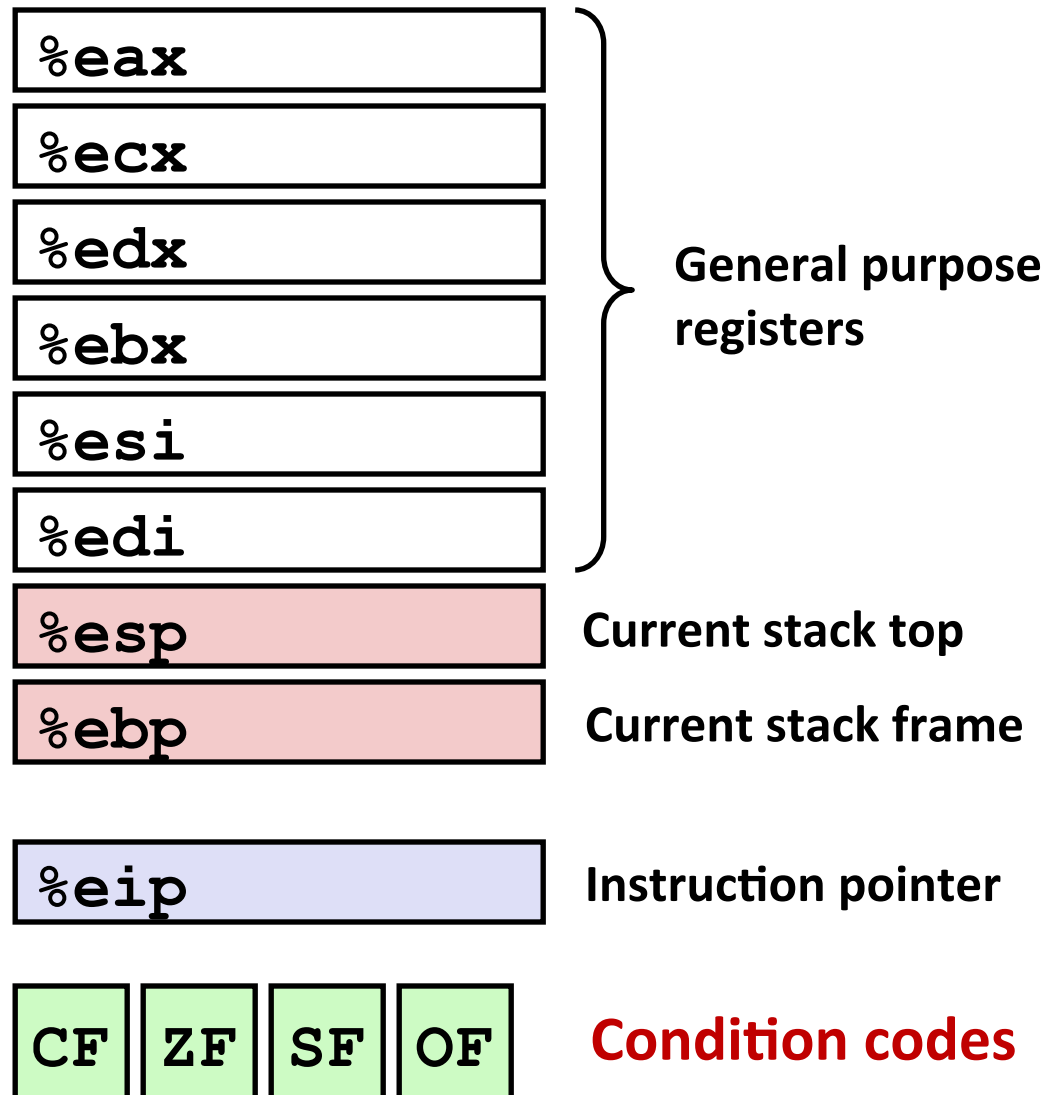 %eax
%ecx
%edx
%ebx
%esi
%edi
General purpose
registers
%esp
Current stack top
%ebp
Current stack frame
%eip
Instruction pointer
CF ZF SF OF
Condition codes